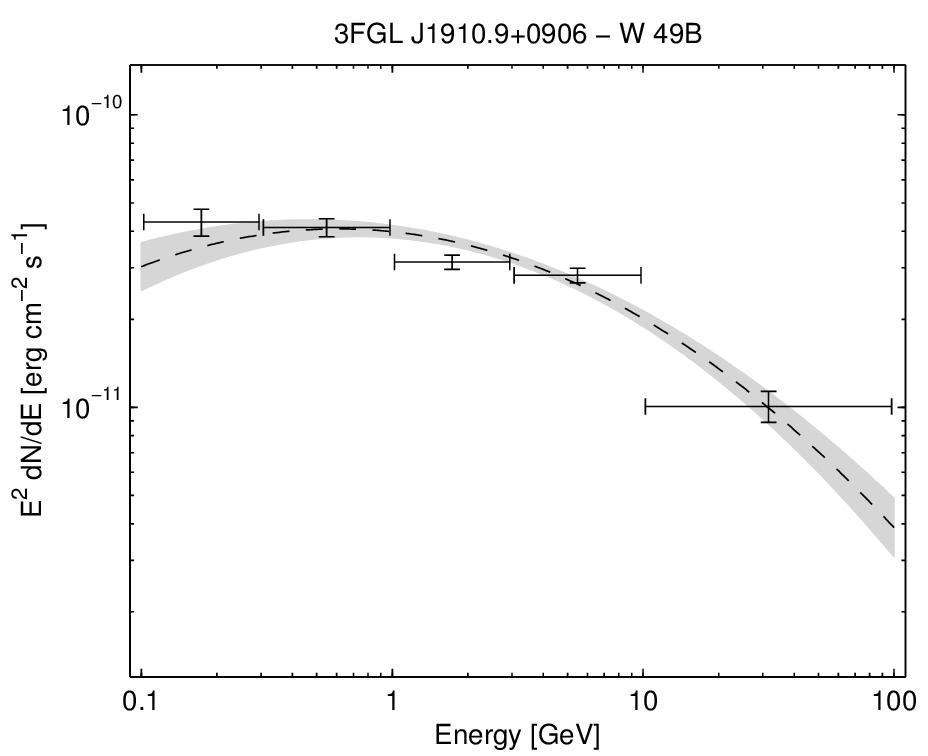 3FGL J1910.9+0906 − W 49B
10⁻¹⁰
10⁻¹¹
E² dN/dE [erg cm⁻² s⁻¹]
0.1 1 10 100
Energy [GeV]